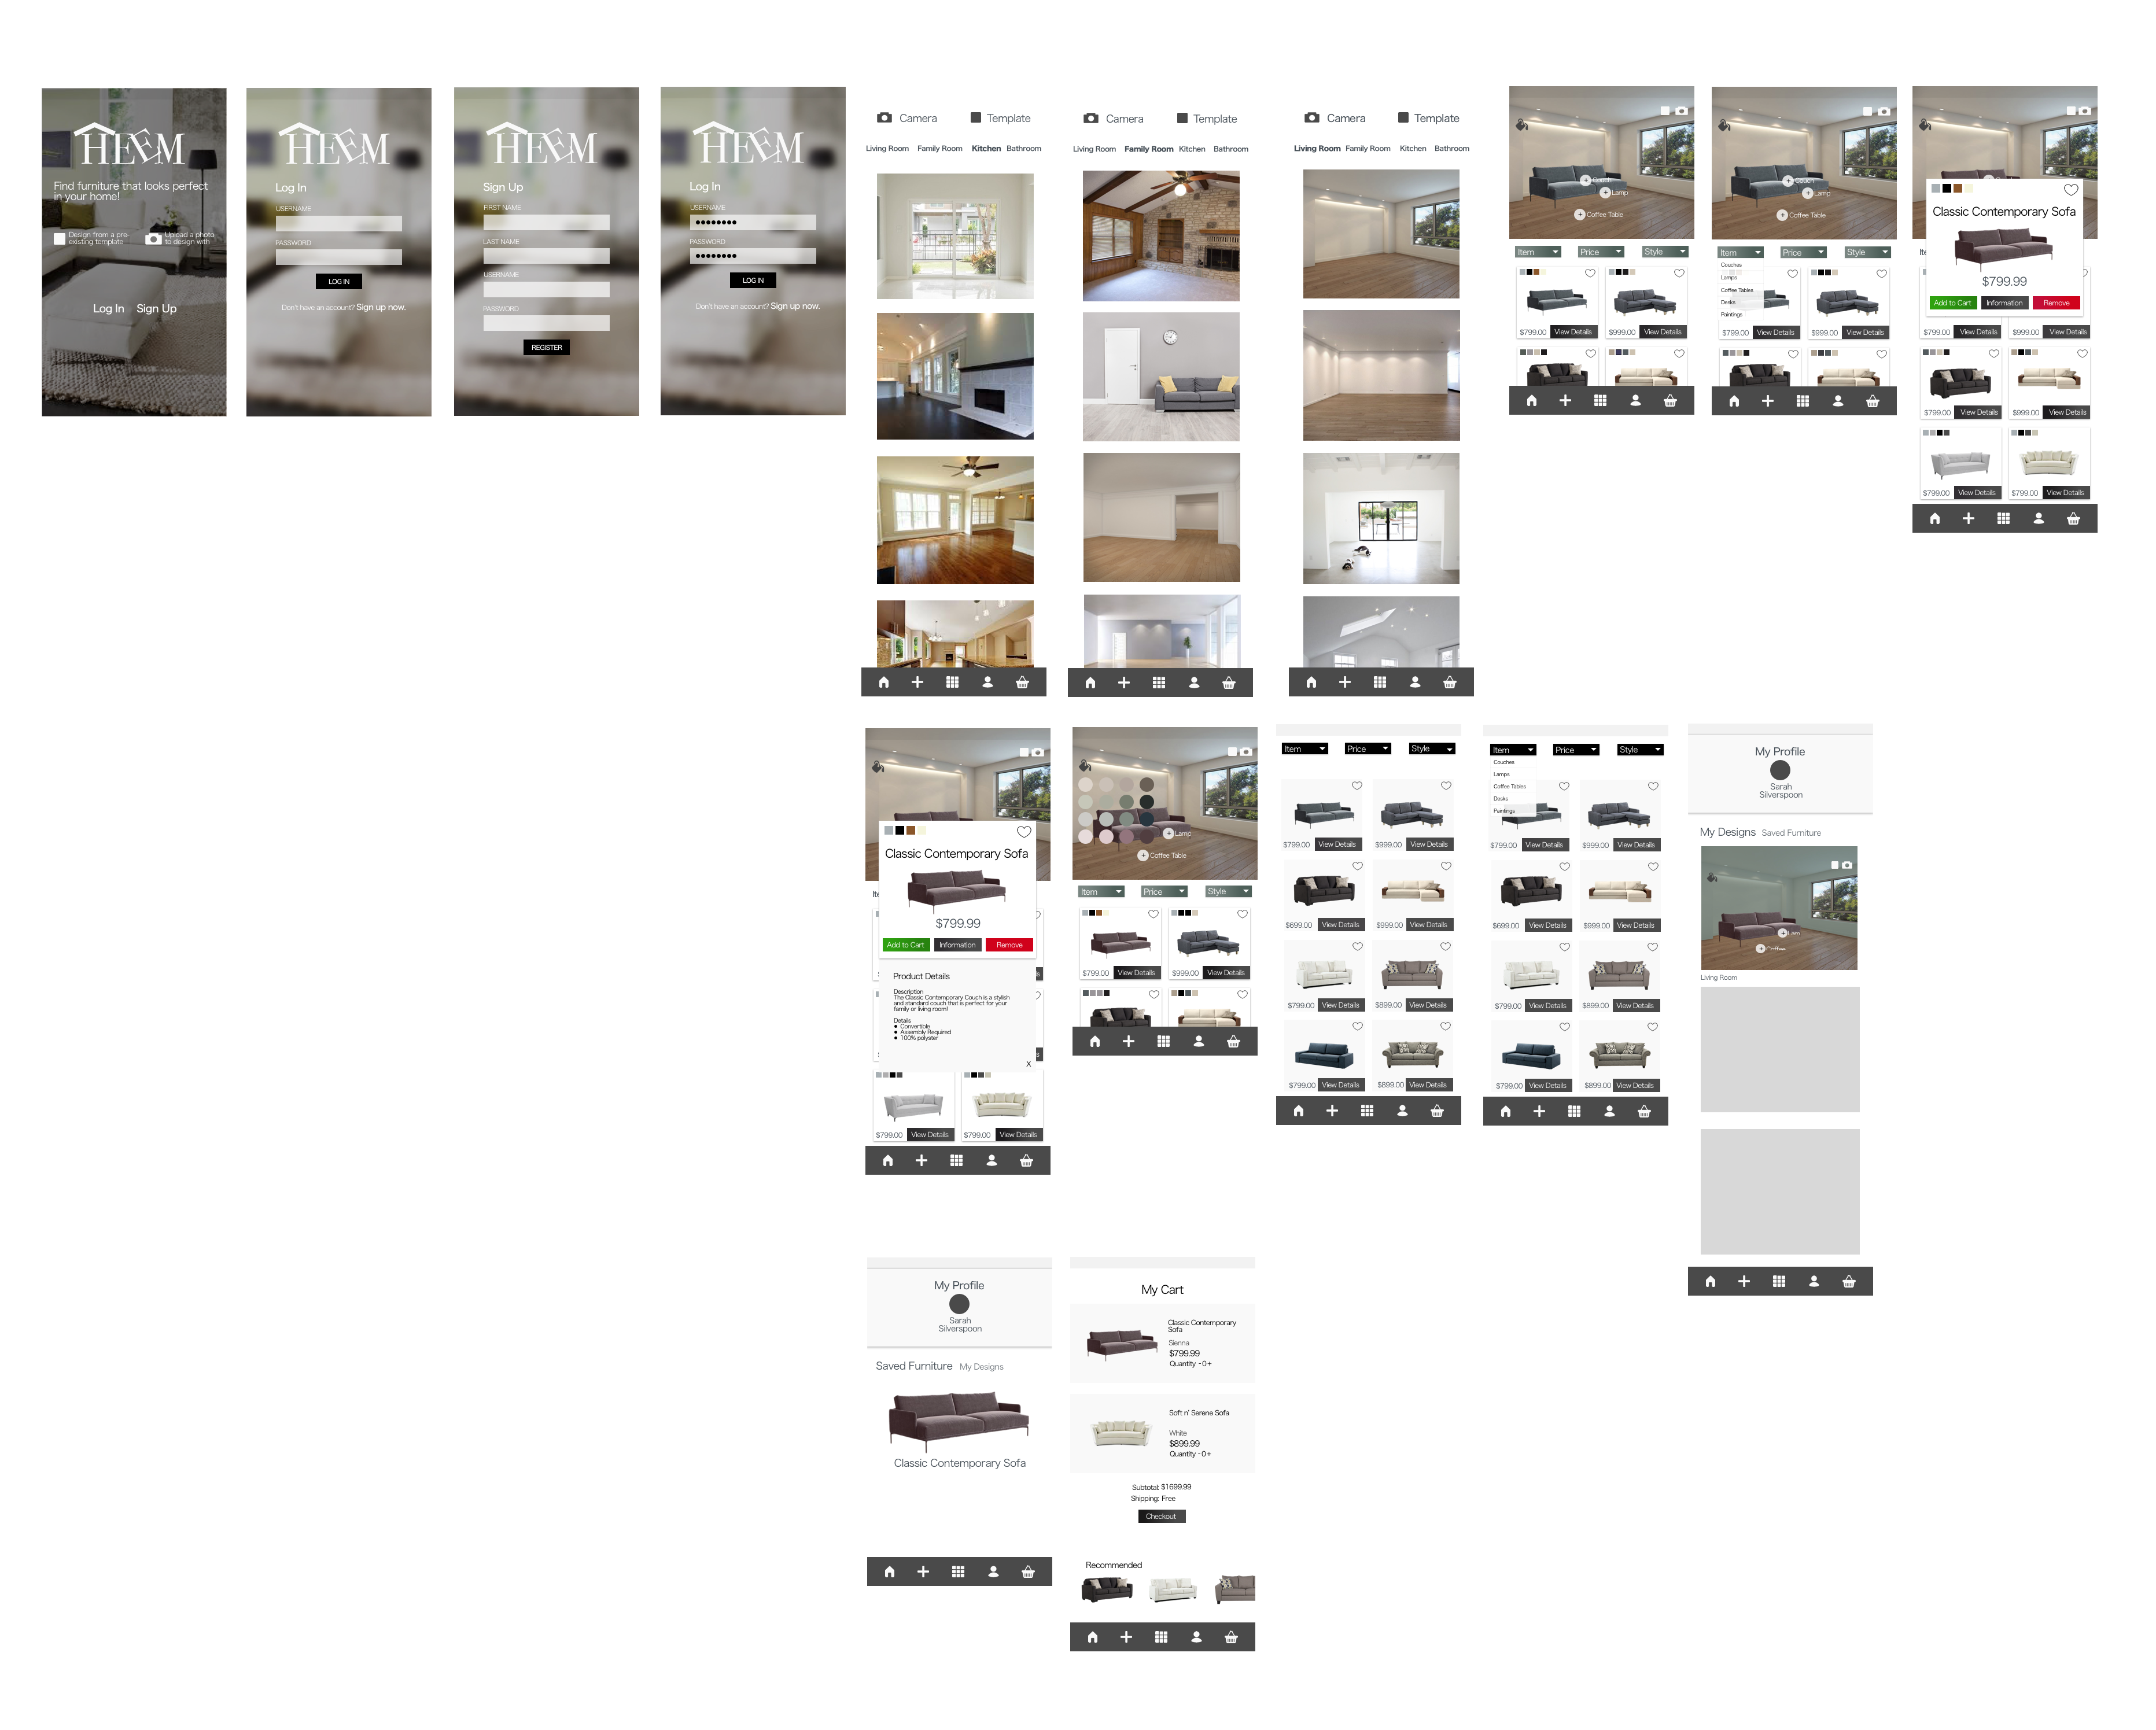 HEEM
Find furniture that looks perfect
in your home!
Design from a pre-
existing template
Upload a photo
to design with
Log In
Sign Up
HEEM
Log In
USERNAME
PASSWORD
LOG IN
Don't have an account? Sign up now.
HEEM
Sign Up
FIRST NAME
LAST NAME
USERNAME
PASSWORD
REGISTER
HEEM
Log In
USERNAME
PASSWORD
LOG IN
Don't have an account? Sign up now.
Camera
Template
Living Room Family Room Kitchen Bathroom
Camera
Template
Living Room Family Room Kitchen Bathroom
Camera
Template
Living Room Family Room Kitchen Bathroom
Couch
Lamp
Coffee Table
Item Price Style
$799.00 View Details
$999.00 View Details
Couch
Lamp
Coffee Table
Item Price Style
Couches
Lamps
Coffee Tables
Desks
Paintings
$799.00 View Details
$999.00 View Details
Classic Contemporary Sofa
$799.99
Add to Cart Information Remove
Ite
$799.00 View Details
$999.00 View Details
$799.00 View Details
$999.00 View Details
$799.00 View Details
$799.00 View Details
Classic Contemporary Sofa
$799.99
Add to Cart Information Remove
Ite
Product Details
Description
The Classic Contemporary Couch is a stylish
and standard couch that is perfect for your
family or living room!
Details
● Convertible
● Assembly Required
● 100% polyster
X
$799.00 View Details
$799.00 View Details
Lamp
Coffee Table
Item Price Style
$799.00 View Details
$999.00 View Details
Item Price Style
$799.00 View Details
$999.00 View Details
$699.00 View Details
$999.00 View Details
$799.00 View Details
$899.00 View Details
$799.00 View Details
$899.00 View Details
Item Price Style
Couches
Lamps
Coffee Tables
Desks
Paintings
$799.00 View Details
$999.00 View Details
$699.00 View Details
$999.00 View Details
$799.00 View Details
$899.00 View Details
$799.00 View Details
$899.00 View Details
My Profile
Sarah
Silverspoon
My Designs Saved Furniture
Lam
Coffee
Living Room
My Profile
Sarah
Silverspoon
Saved Furniture My Designs
Classic Contemporary Sofa
My Cart
Classic Contemporary
Sofa
Sienna
$799.99
Quantity -0+
Soft n' Serene Sofa
White
$899.99
Quantity -0+
Subtotal: $1699.99
Shipping: Free
Checkout
Recommended